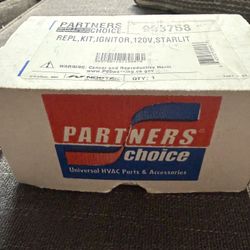 PARTNERS
CHOICE
REPL.KIT,IGNITOR,120V,STARLIT
WARNING: Cancer and Reproductive Harm
QTY: 1
PARTNERS
Choice
Universal HVAC Parts & Accessories